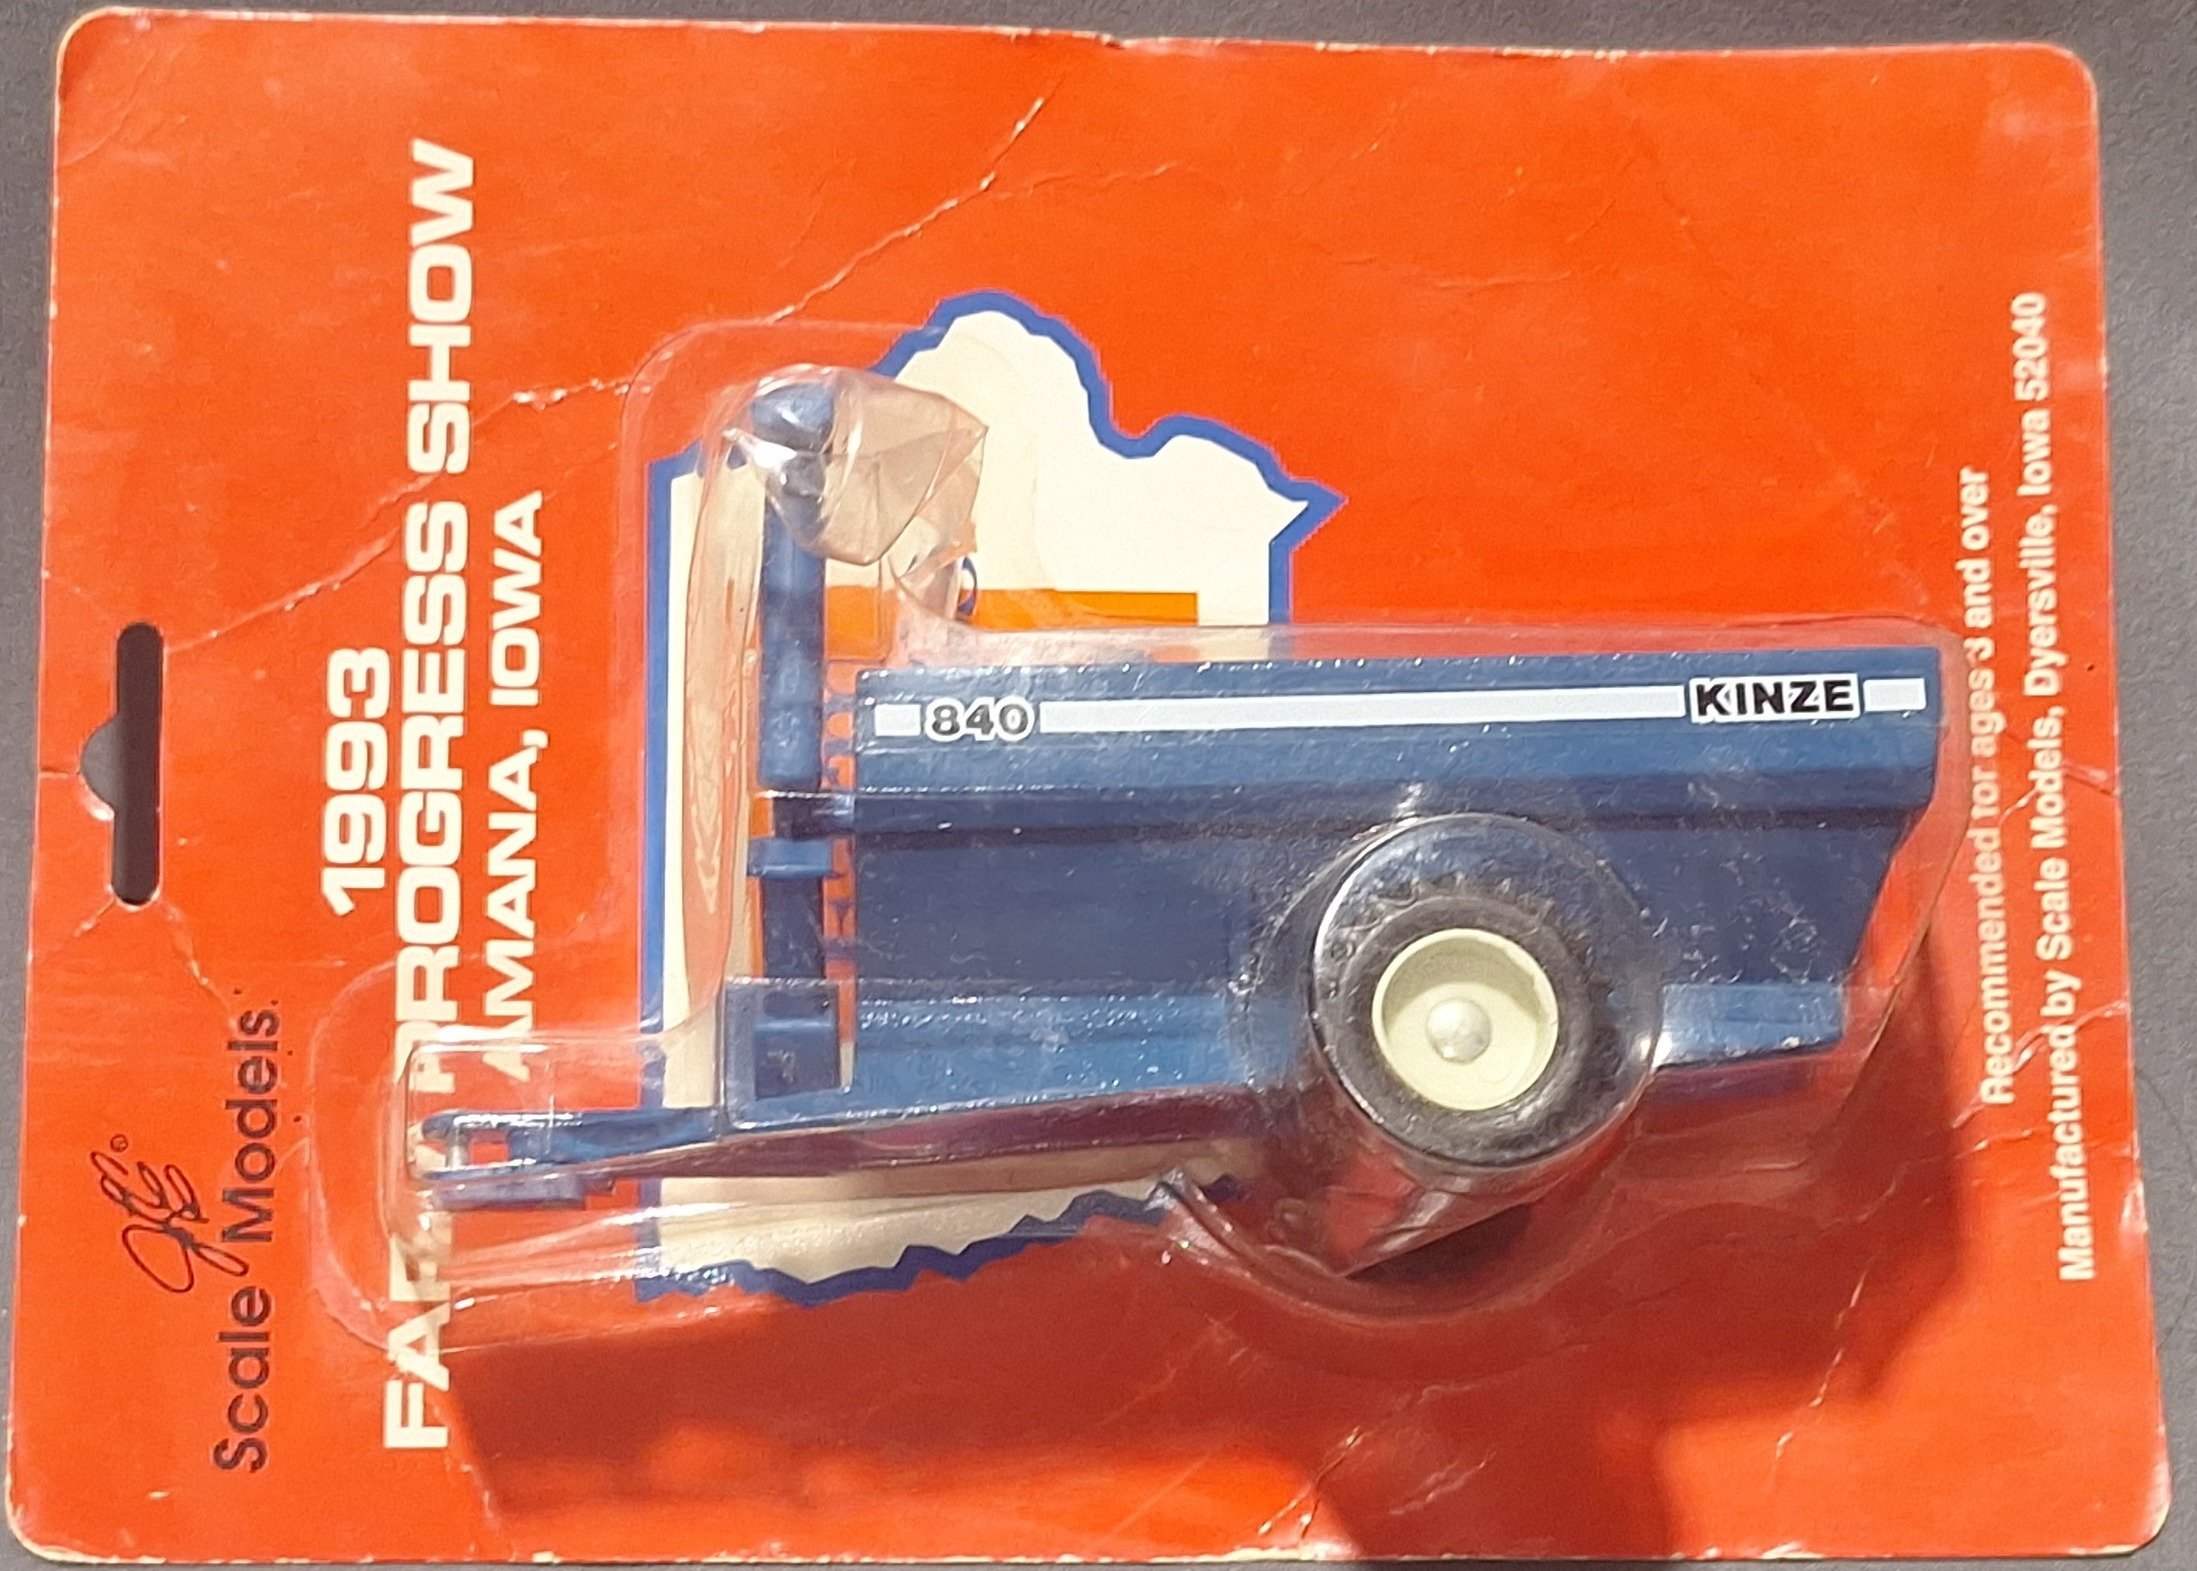 Scale Models
1993
FARM PROGRESS SHOW
AMANA, IOWA
840
KINZE
Recommended for ages 3 and over
Manufactured by Scale Models, Dyersville, Iowa 52040